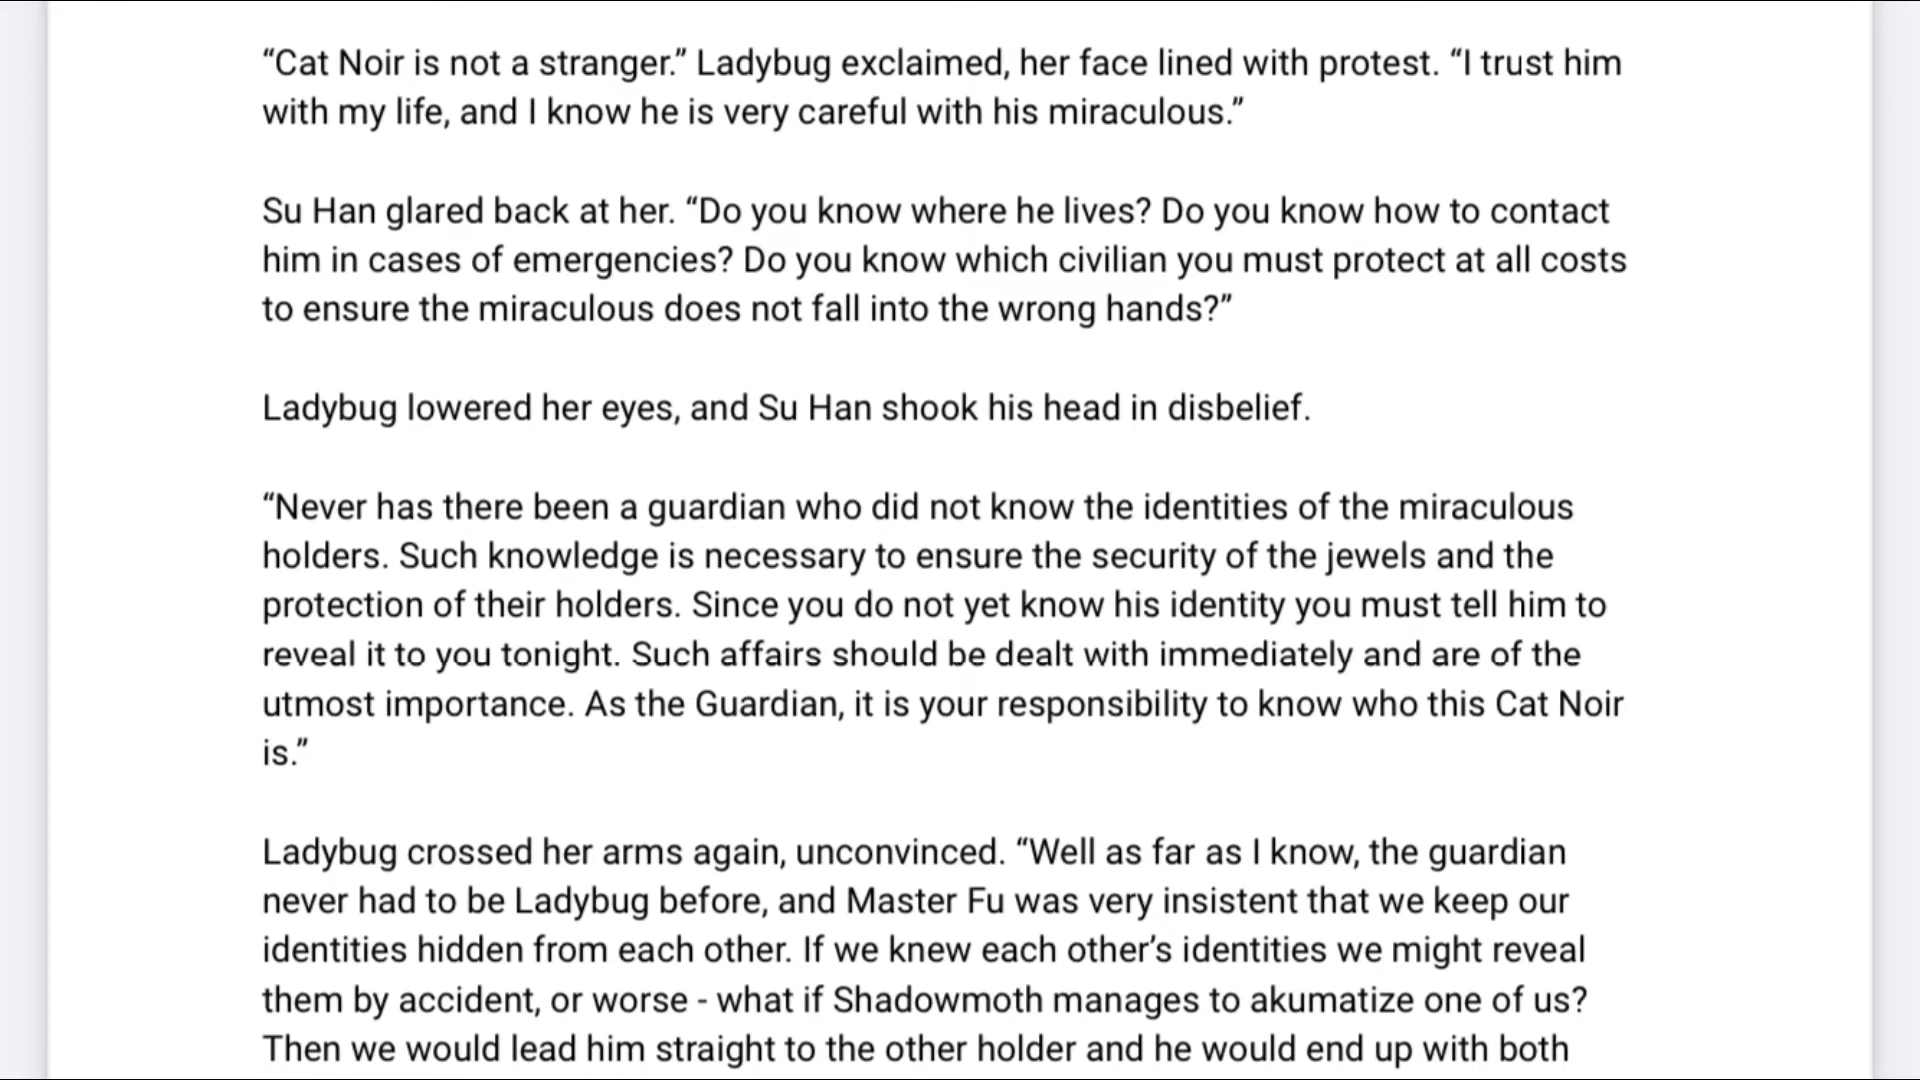 “Cat Noir is not a stranger.” Ladybug exclaimed, her face lined with protest. “I trust him
with my life, and I know he is very careful with his miraculous.”
Su Han glared back at her. “Do you know where he lives? Do you know how to contact
him in cases of emergencies? Do you know which civilian you must protect at all costs
to ensure the miraculous does not fall into the wrong hands?”
Ladybug lowered her eyes, and Su Han shook his head in disbelief.
“Never has there been a guardian who did not know the identities of the miraculous
holders. Such knowledge is necessary to ensure the security of the jewels and the
protection of their holders. Since you do not yet know his identity you must tell him to
reveal it to you tonight. Such affairs should be dealt with immediately and are of the
utmost importance. As the Guardian, it is your responsibility to know who this Cat Noir
is.”
Ladybug crossed her arms again, unconvinced. “Well as far as I know, the guardian
never had to be Ladybug before, and Master Fu was very insistent that we keep our
identities hidden from each other. If we knew each other’s identities we might reveal
them by accident, or worse - what if Shadowmoth manages to akumatize one of us?
Then we would lead him straight to the other holder and he would end up with both